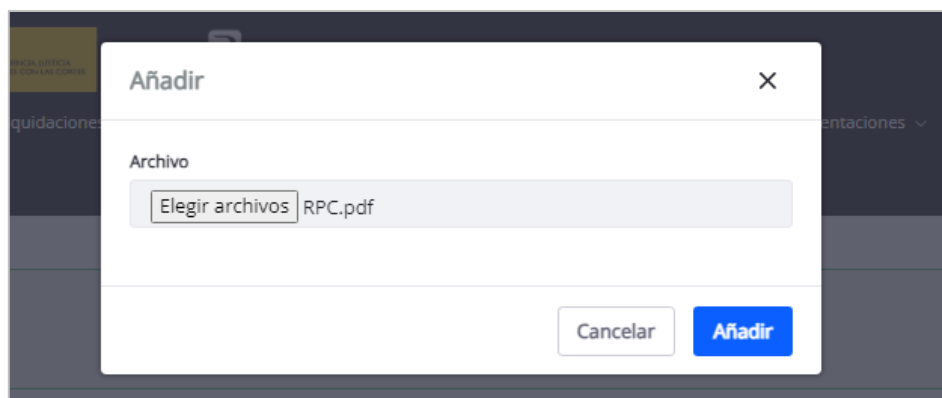 Añadir
quidaciones
entaciones
Archivo
Elegir archivos RPC.pdf
Cancelar
Añadir